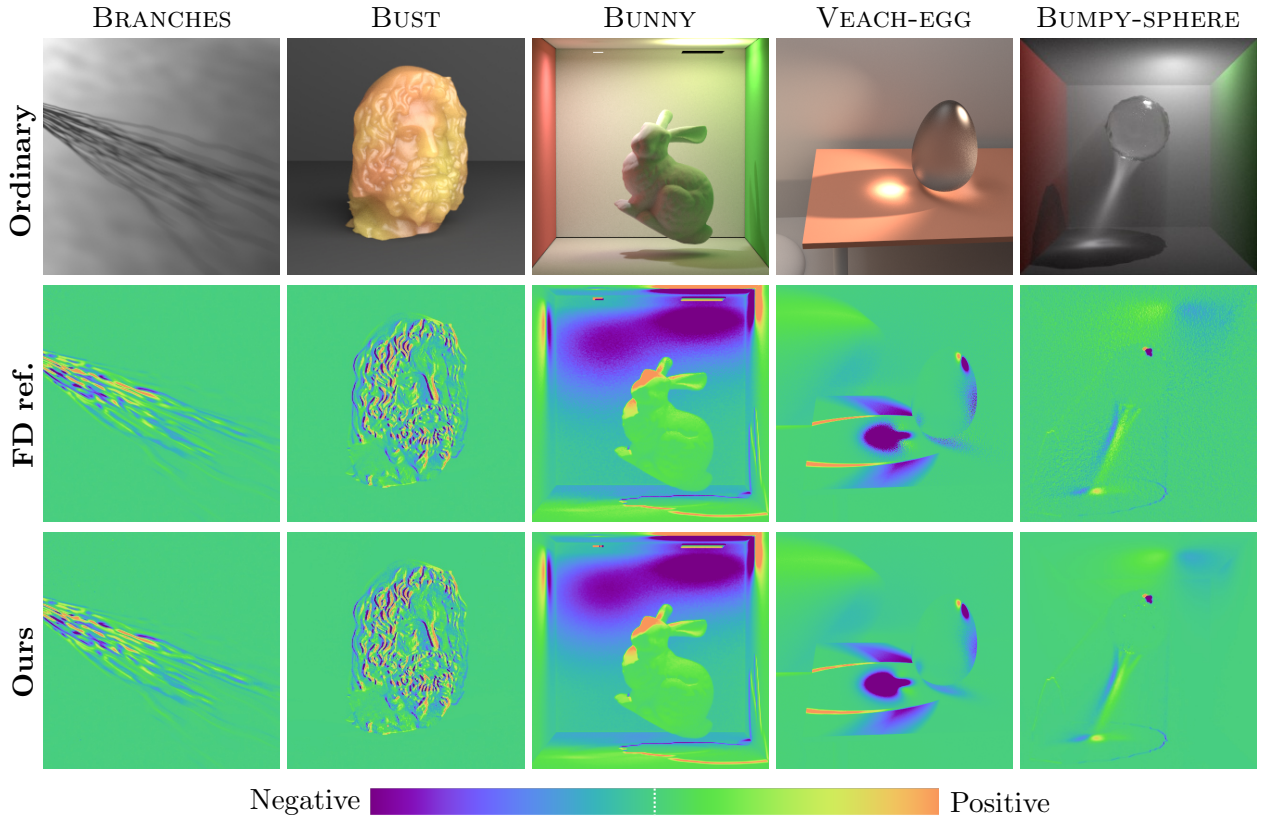 BRANCHES BUST BUNNY VEACH-EGG BUMPY-SPHERE
Ordinary
FD ref.
Ours
Negative Positive